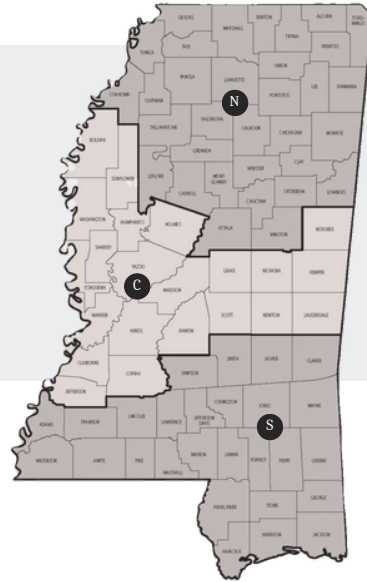 DESOTO
MARSHALL
BENTON
TIPPAH
ALCORN
PRENTISS
TUNICA
TATE
UNION
PANOLA
LAFAYETTE
LEE
ITAWAMBA
COAHOMA
QUITMAN
N
PONTOTOC
YALOBUSHA
BOLIVAR
TALLAHATCHIE
CALHOUN
CHICKASAW
MONROE
GRENADA
CLAY
WEBSTER
SUNFLOWER
LEFLORE
CARROLL
MONT-
GOMERY
CHOCTAW
OKTIBBEHA
LOWNDES
WASHINGTON
HUMPHREYS
HOLMES
ATTALA
WINSTON
NOXUBEE
SHARKEY
YAZOO
LEAKE
NESHOBA
KEMPER
C
MADISON
WARREN
SCOTT
NEWTON
LAUDERDALE
HINDS
RANKIN
CLAIBORNE
COPIAH
SIMPSON
SMITH
JASPER
CLARKE
JEFFERSON
ADAMS
FRANKLIN
LINCOLN
LAWRENCE
JEFFERSON
DAVIS
COVINGTON
JONES
WAYNE
S
WILKINSON
AMITE
PIKE
WALTHALL
MARION
LAMAR
FORREST
PERRY
GREENE
PEARL RIVER
STONE
GEORGE
HARRISON
JACKSON
HANCOCK